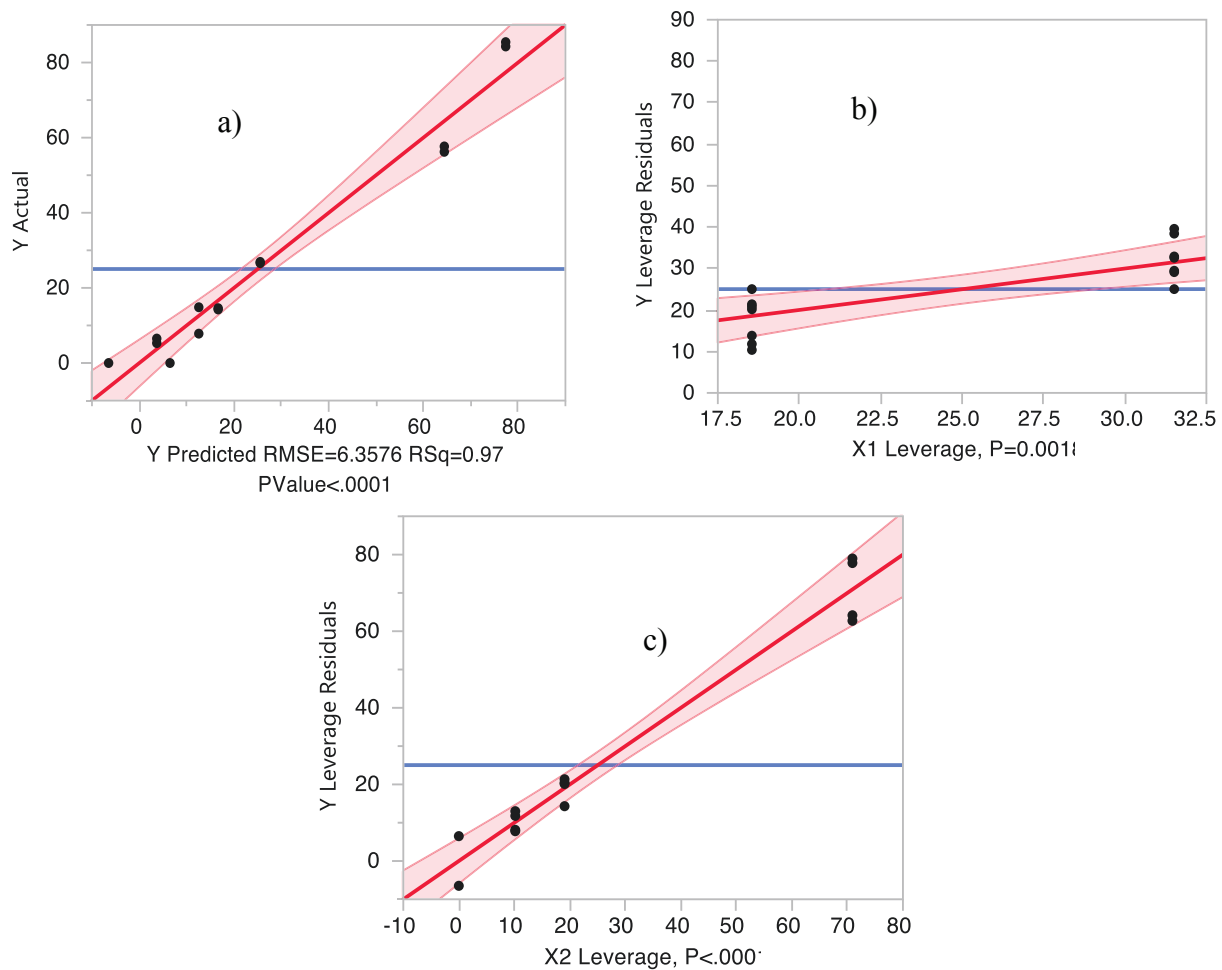 80
60
40
20
0
Y Actual
a)
0 20 40 60 80
Y Predicted RMSE=6.3576 RSq=0.97
PValue<.0001
90
80
70
60
50
40
30
20
10
0
Y Leverage Residuals
b)
17.5 20.0 22.5 25.0 27.5 30.0 32.5
X1 Leverage, P=0.0018
80
60
40
20
0
Y Leverage Residuals
c)
-10 0 10 20 30 40 50 60 70 80
X2 Leverage, P<.000